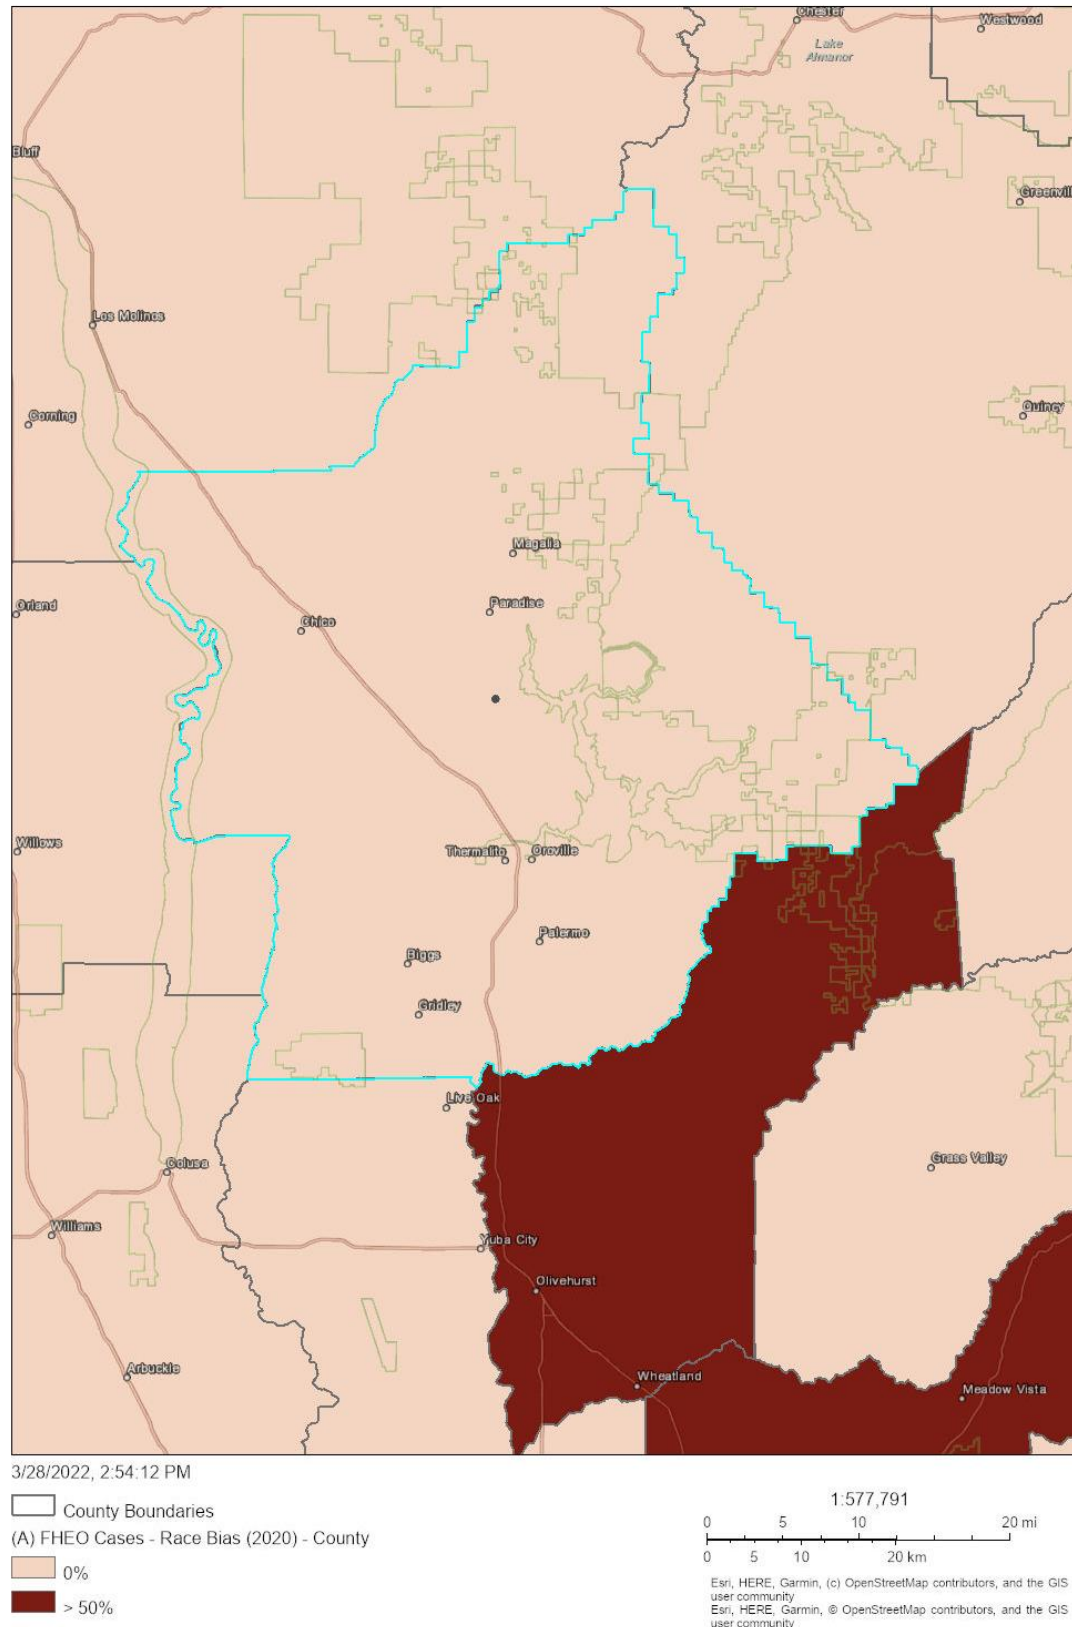 Chester
Westwood
Lake
Almanor
Bluff
Greenvill
Los Molinos
Corning
Quincy
Magalia
Orland
Paradise
Chico
Willows
Thermalito
Oroville
Palermo
Biggs
Gridley
Live Oak
Colusa
Grass Valley
Williams
Yuba City
Olivehurst
Arbuckle
Wheatland
Meadow Vista
3/28/2022, 2:54:12 PM
County Boundaries
(A) FHEO Cases - Race Bias (2020) - County
0%
> 50%
1:577,791
0 5 10 20 mi
0 5 10 20 km
Esri, HERE, Garmin, (c) OpenStreetMap contributors, and the GIS
user community
Esri, HERE, Garmin, © OpenStreetMap contributors, and the GIS
user community